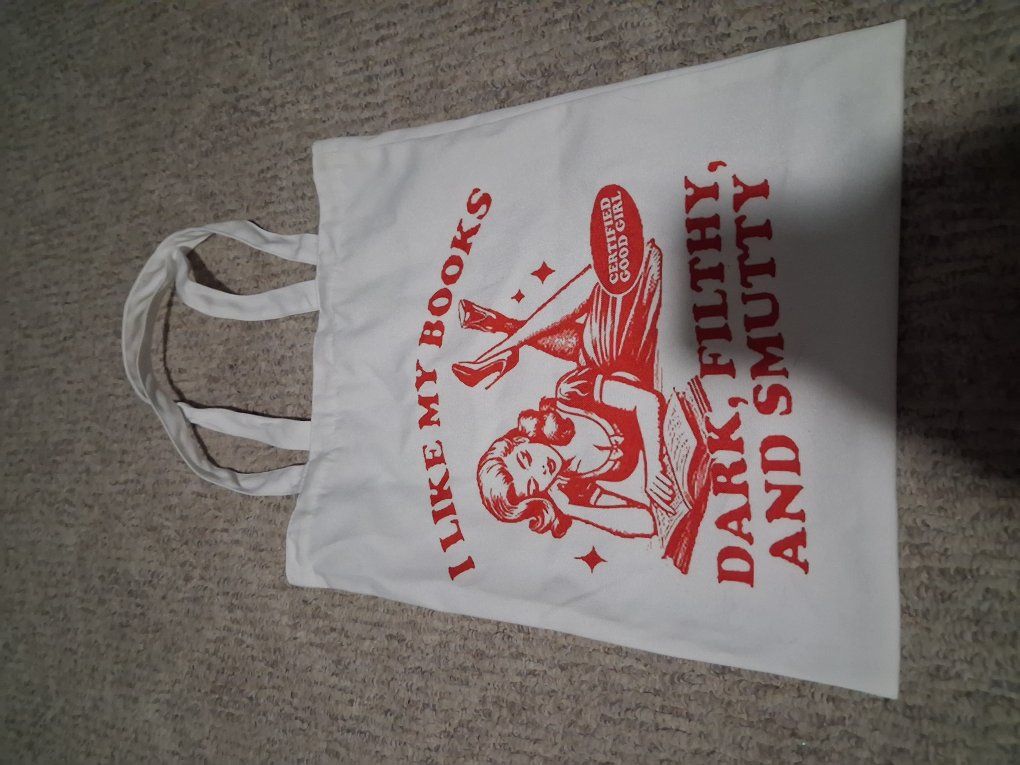 I LIKE MY BOOKS
CERTIFIED
GOOD GIRL
DARK, FILTHY,
AND SMUTTY